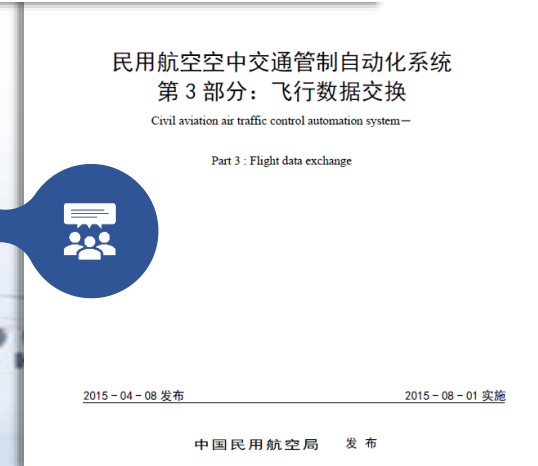 民用航空空中交通管制自动化系统
第 3 部分：飞行数据交换
Civil aviation air traffic control automation system—
Part 3 : Flight data exchange
2015－04－08 发布
2015－08－01 实施
中国民用航空局 发 布